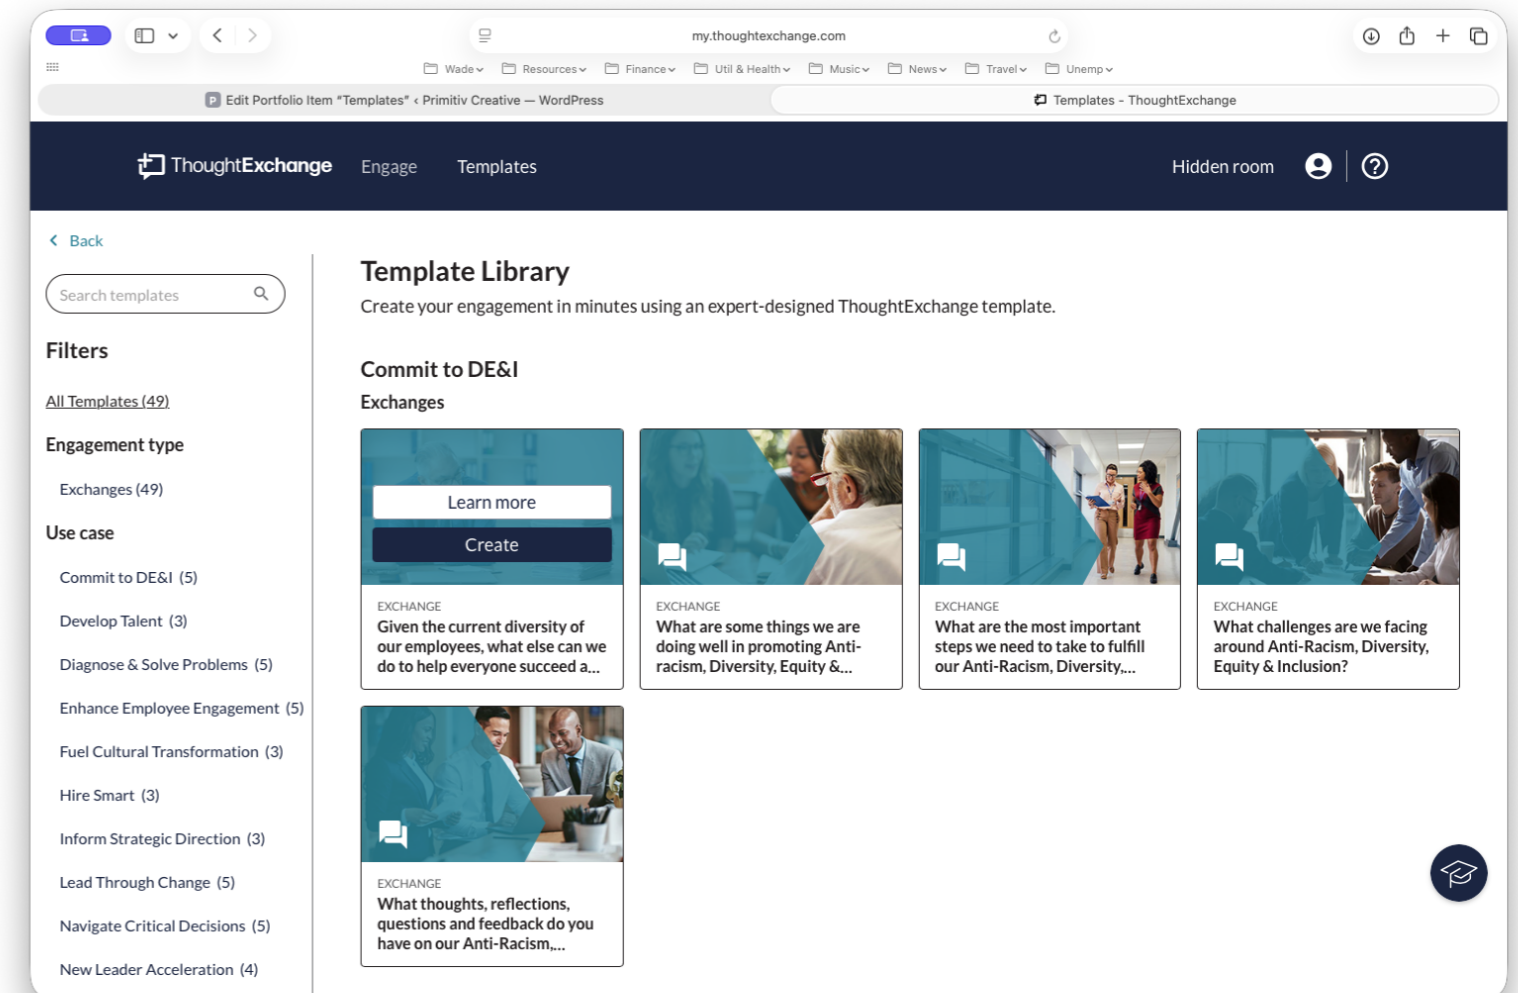 my.thoughtexchange.com
Wade
Resources
Finance
Util & Health
Music
News
Travel
Unemp
P Edit Portfolio Item “Templates” ‹ Primitiv Creative — WordPress
Templates - ThoughtExchange
ThoughtExchange
Engage
Templates
Hidden room
Back
Search templates
Filters
All Templates (49)
Engagement type
Exchanges (49)
Use case
Commit to DE&I (5)
Develop Talent (3)
Diagnose & Solve Problems (5)
Enhance Employee Engagement (5)
Fuel Cultural Transformation (3)
Hire Smart (3)
Inform Strategic Direction (3)
Lead Through Change (5)
Navigate Critical Decisions (5)
New Leader Acceleration (4)
Template Library
Create your engagement in minutes using an expert-designed ThoughtExchange template.
Commit to DE&I
Exchanges
Learn more
Create
EXCHANGE
Given the current diversity of
our employees, what else can we
do to help everyone succeed a...
EXCHANGE
What are some things we are
doing well in promoting Anti-
racism, Diversity, Equity &...
EXCHANGE
What are the most important
steps we need to take to fulfill
our Anti-Racism, Diversity,...
EXCHANGE
What challenges are we facing
around Anti-Racism, Diversity,
Equity & Inclusion?
EXCHANGE
What thoughts, reflections,
questions and feedback do you
have on our Anti-Racism,...